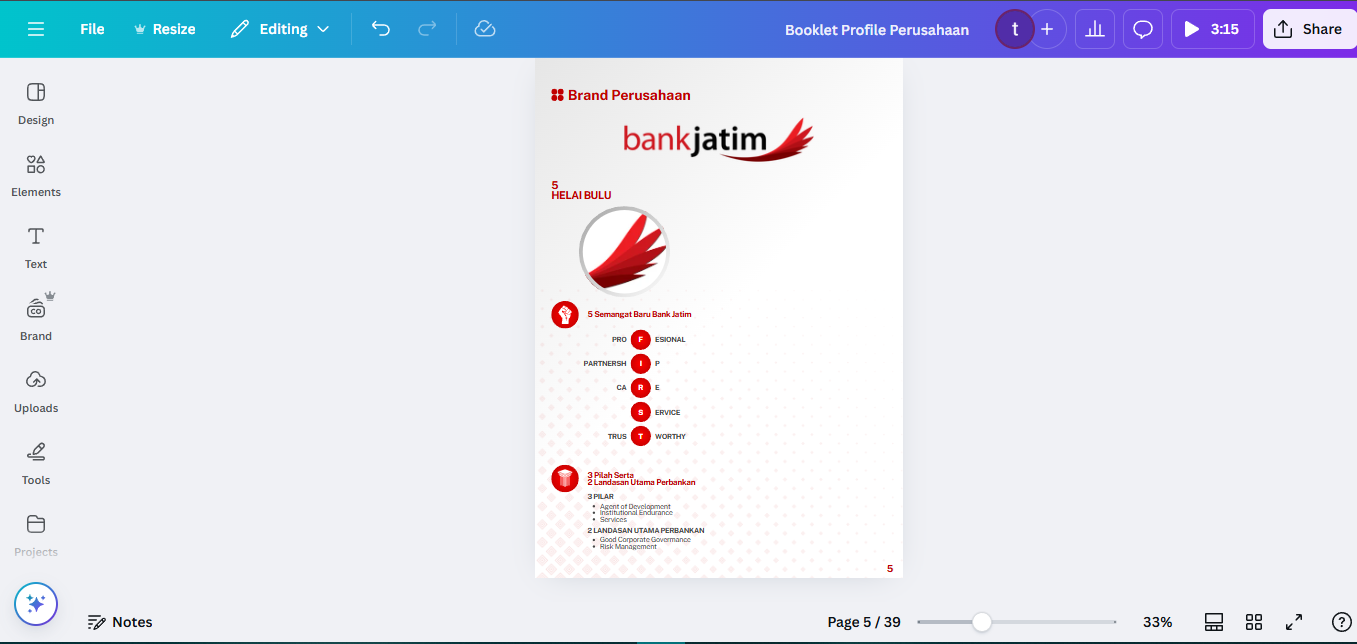 File
Resize
Editing
Booklet Profile Perusahaan
t
+
3:15
Share
Design
Elements
Text
CO
Brand
Uploads
Tools
Projects
Brand Perusahaan
bankjatim
5
HELAI BULU
5 Semangat Baru Bank Jatim
PRO F ESIONAL
PARTNERSH I P
CA R E
S ERVICE
TRUS T WORTHY
3 Pilah Serta
2 Landasan Utama Perbankan
3 PILAR
• Agent of Development
• Institutional Endurance
• Services
2 LANDASAN UTAMA PERBANKAN
• Good Corporate Govermance
• Risk Management
5
Notes
Page 5 / 39
33%
?